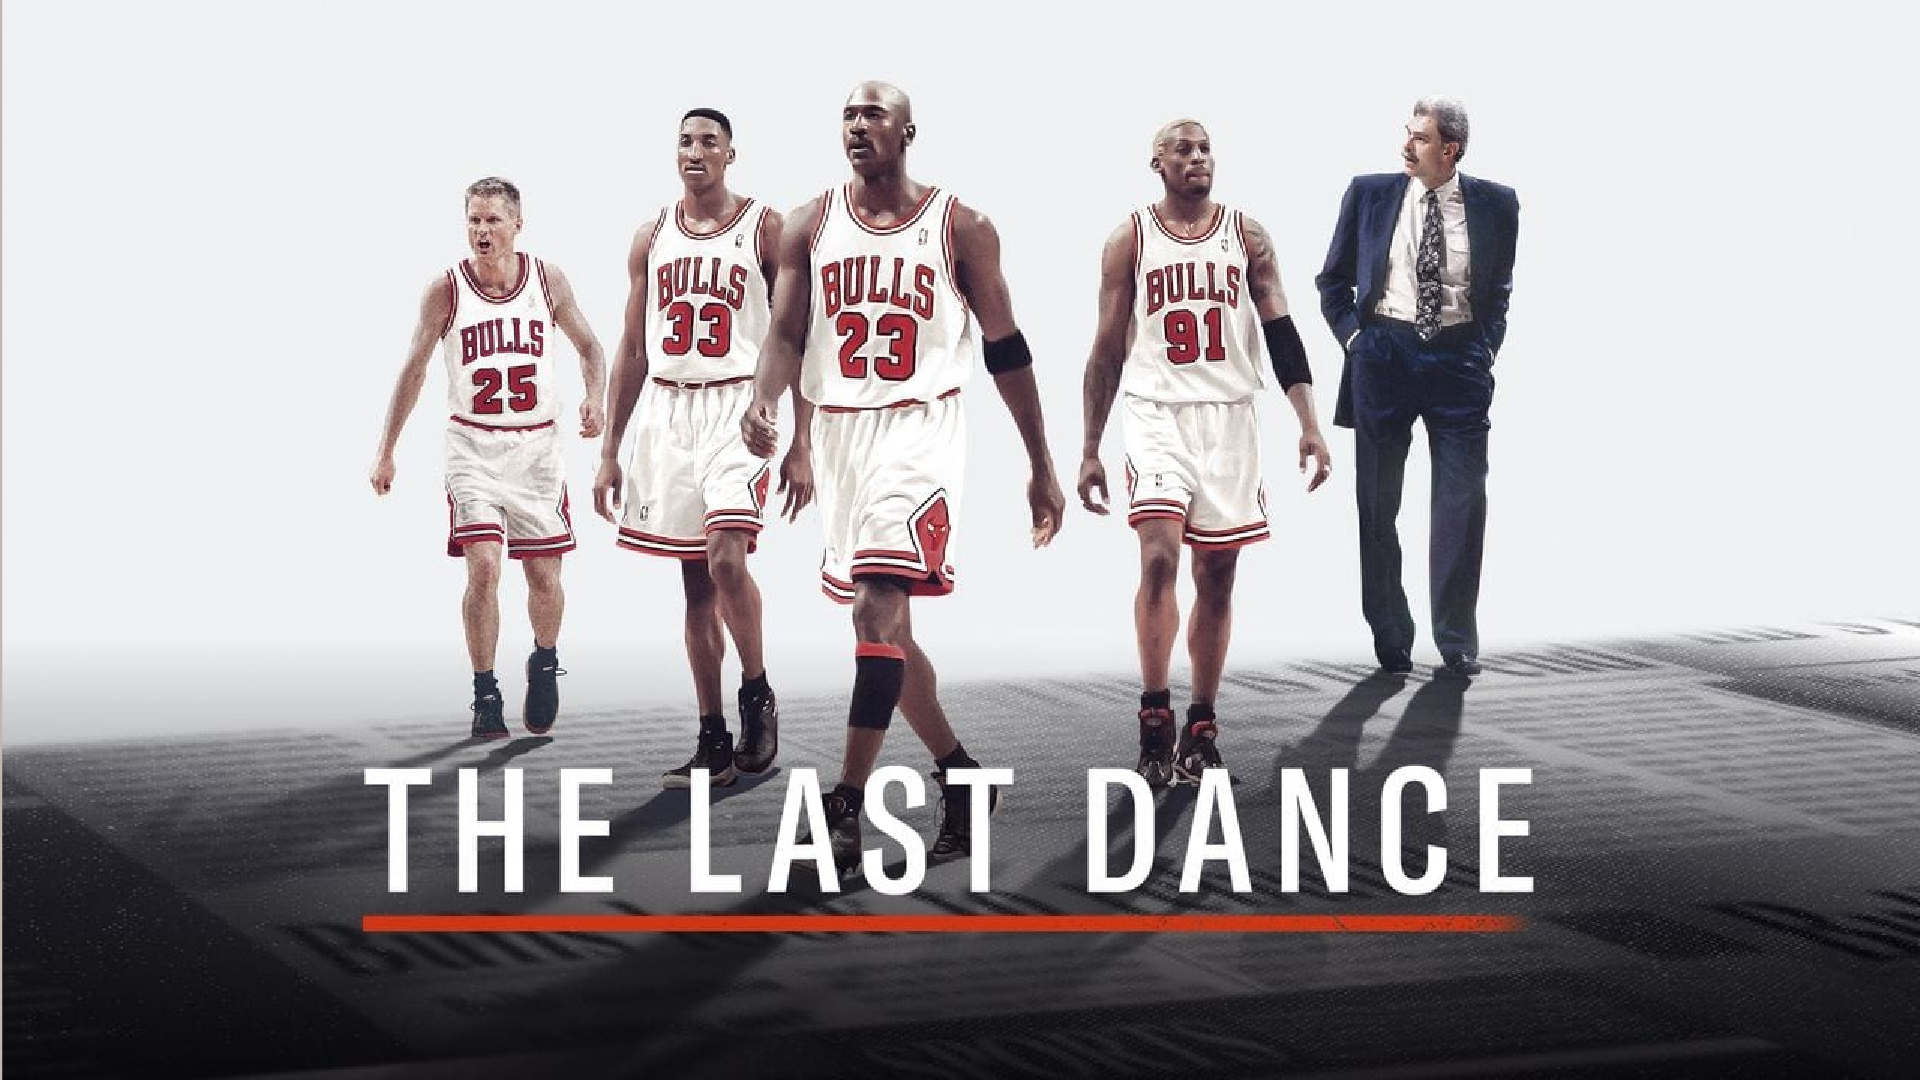 BULLS
25
BULLS
33
BULLS
23
BULLS
91
THE LAST DANCE